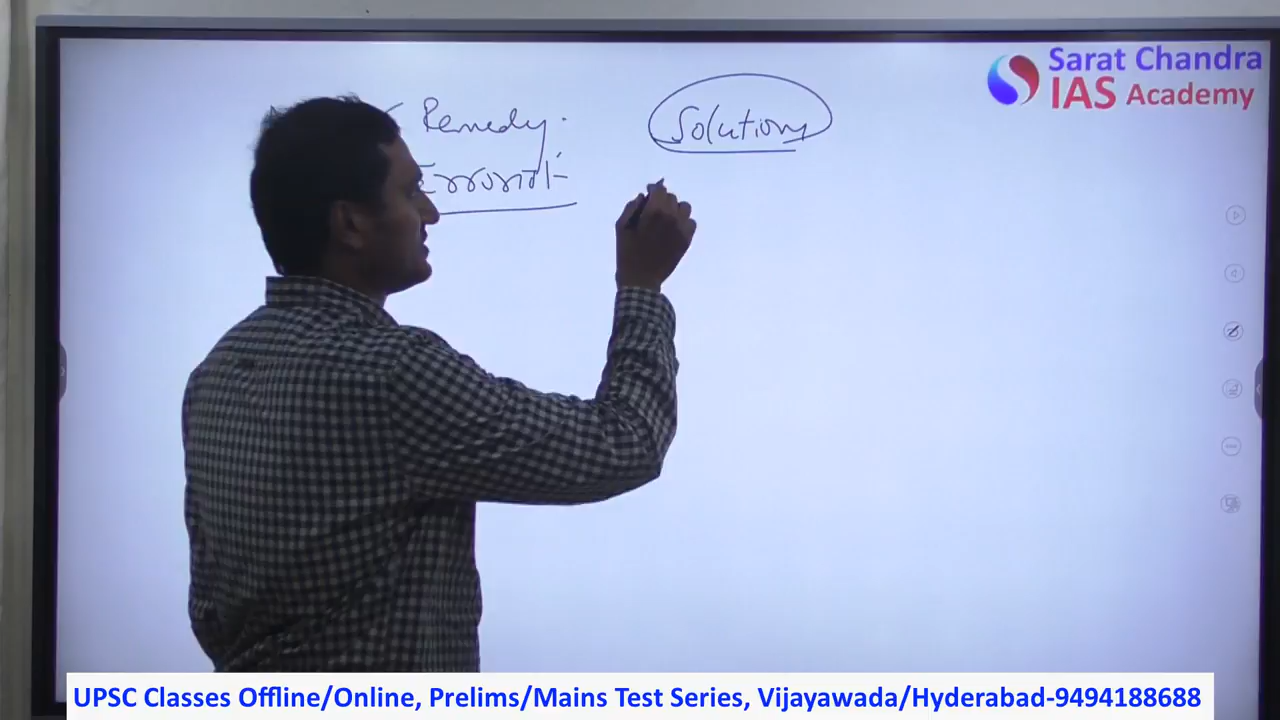 Sarat Chandra
IAS Academy
Remedy. Solutions
UPSC Classes Offline/Online, Prelims/Mains Test Series, Vijayawada/Hyderabad-9494188688